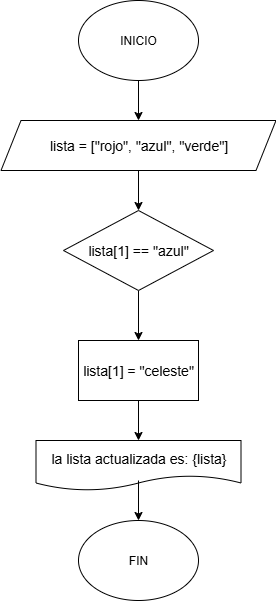 INICIO
lista = ["rojo", "azul", "verde"]
lista[1] == "azul"
lista[1] = "celeste"
la lista actualizada es: {lista}
FIN